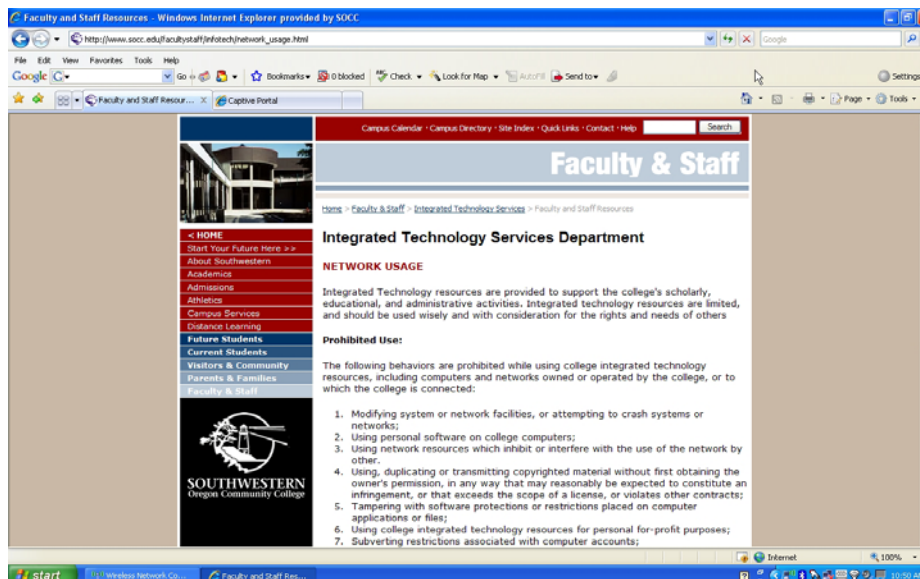 Faculty and Staff Resources - Windows Internet Explorer provided by SOCC
http://www.socc.edu/facultystaff/infotech/network_usage.html
Google
File Edit View Favorites Tools Help
Google G Go Bookmarks 0 blocked Check Look for Map AutoFill Send to Settings
Faculty and Staff Resour... Captive Portal Page Tools
Campus Calendar · Campus Directory · Site Index · Quick Links · Contact · Help Search
Faculty & Staff
Home > Faculty & Staff > Integrated Technology Services > Faculty and Staff Resources
< HOME
Start Your Future Here >>
About Southwestern
Academics
Admissions
Athletics
Campus Services
Distance Learning
Future Students
Current Students
Visitors & Community
Parents & Families
Faculty & Staff
SOUTHWESTERN
Oregon Community College
Integrated Technology Services Department
NETWORK USAGE
Integrated Technology resources are provided to support the college's scholarly,
educational, and administrative activities. Integrated technology resources are limited,
and should be used wisely and with consideration for the rights and needs of others
Prohibited Use:
The following behaviors are prohibited while using college integrated technology
resources, including computers and networks owned or operated by the college, or to
which the college is connected:
1. Modifying system or network facilities, or attempting to crash systems or
networks;
2. Using personal software on college computers;
3. Using network resources which inhibit or interfere with the use of the network by
other.
4. Using, duplicating or transmitting copyrighted material without first obtaining the
owner's permission, in any way that may reasonably be expected to constitute an
infringement, or that exceeds the scope of a license, or violates other contracts;
5. Tampering with software protections or restrictions placed on computer
applications or files;
6. Using college integrated technology resources for personal for-profit purposes;
7. Subverting restrictions associated with computer accounts;
Internet 100%
start Wireless Network Co... Faculty and Staff Res... 10:50 AM